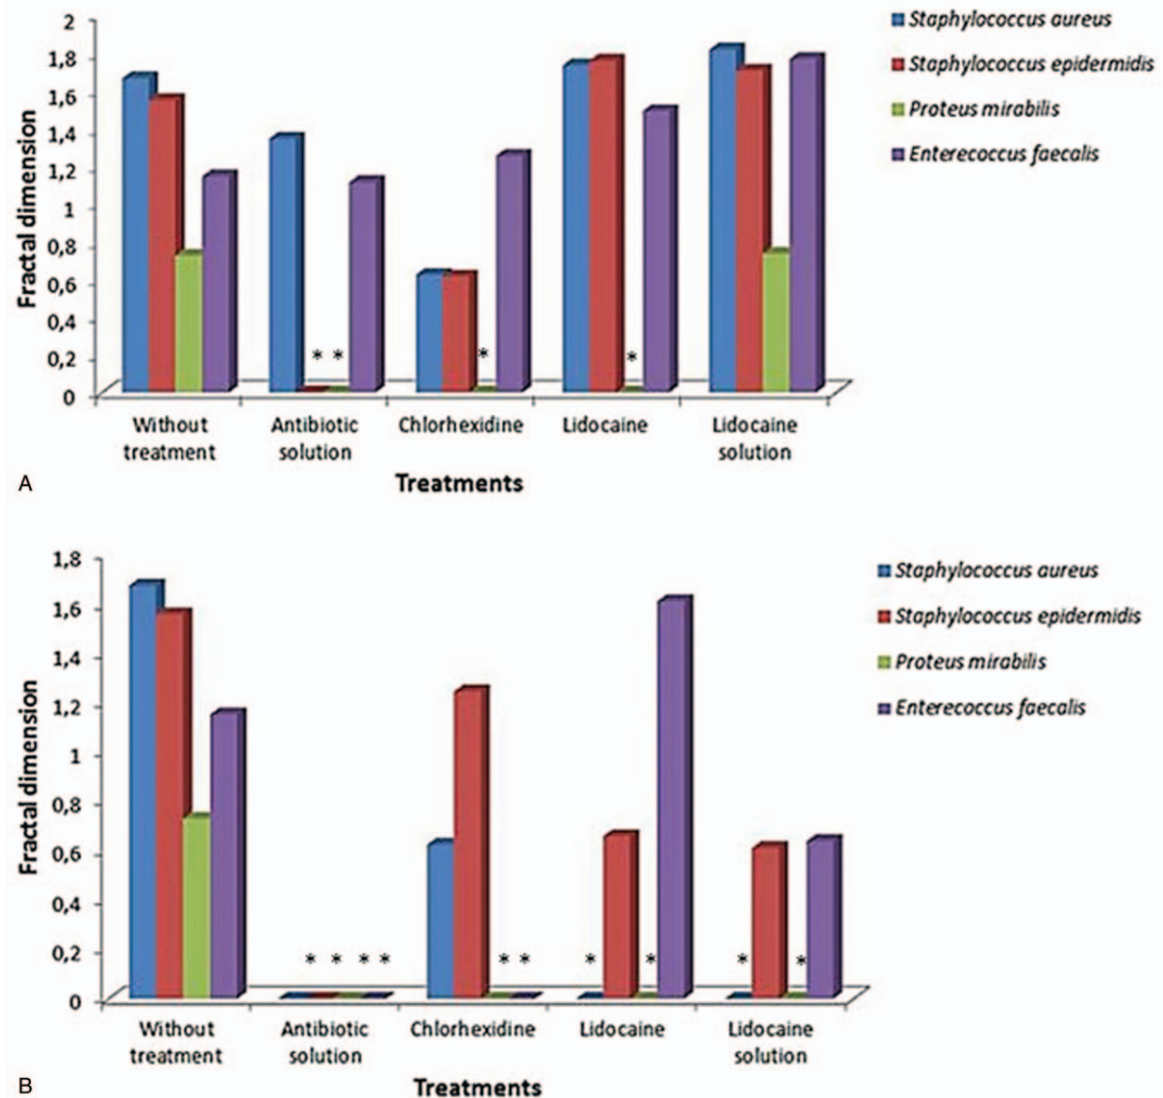 2
1,8
1,6
1,4
1,2
1
0,8
0,6
0,4
0,2
0
Fractal dimension
* *
*
*
Without treatment
Antibiotic solution
Chlorhexidine
Lidocaine
Lidocaine solution
Treatments
Staphylococcus aureus
Staphylococcus epidermidis
Proteus mirabilis
Enterecoccus faecalis
A
1,8
1,6
1,4
1,2
1
0,8
0,6
0,4
0,2
0
Fractal dimension
* * * *
* *
* *
* *
Without treatment
Antibiotic solution
Chlorhexidine
Lidocaine
Lidocaine solution
Treatments
Staphylococcus aureus
Staphylococcus epidermidis
Proteus mirabilis
Enterecoccus faecalis
B